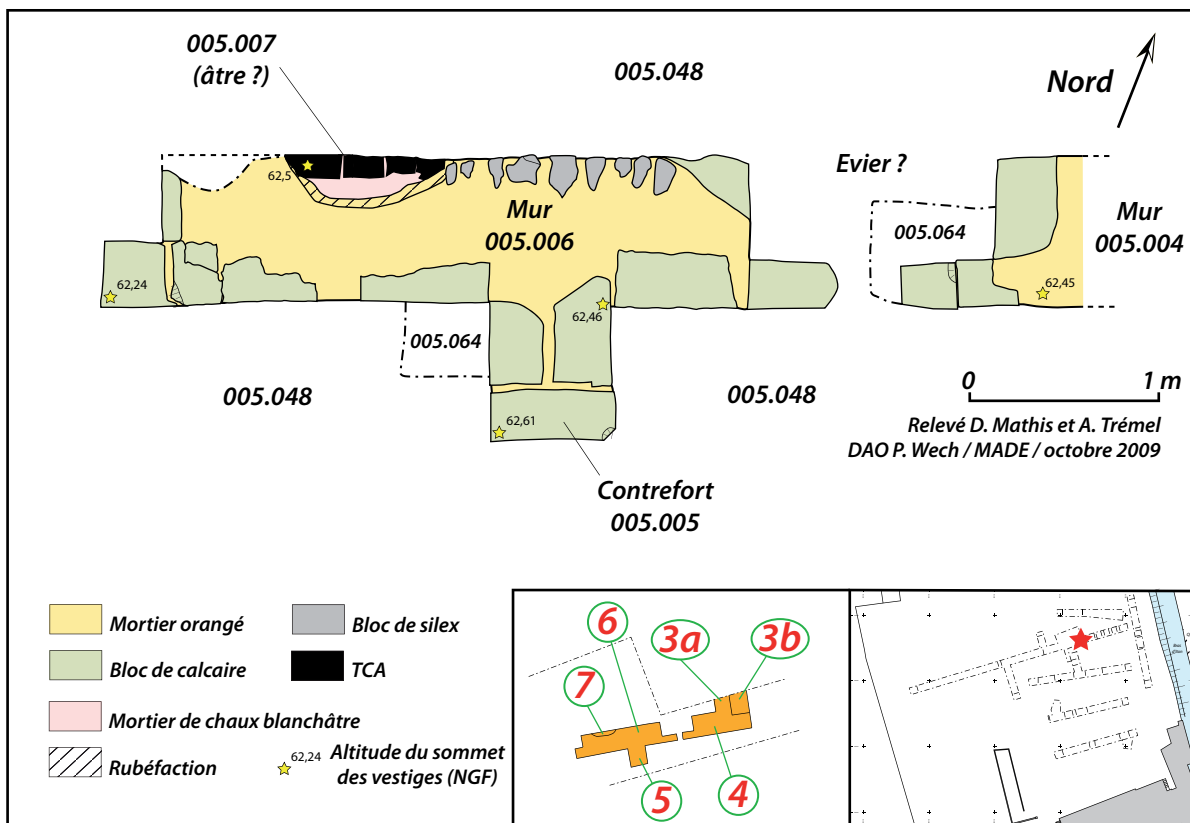 005.007
(âtre ?)
005.048
Nord
62,5
Evier ?
Mur
005.006
005.064
Mur
005.004
62,24
62,45
62,46
005.064
005.048
005.048
0
1 m
62,61
Relevé D. Mathis et A. Trémel
DAO P. Wech / MADE / octobre 2009
Contrefort
005.005
Mortier orangé
Bloc de silex
Bloc de calcaire
TCA
Mortier de chaux blanchâtre
Rubéfaction
62,24
Altitude du sommet
des vestiges (NGF)
6
3a
3b
7
5
4